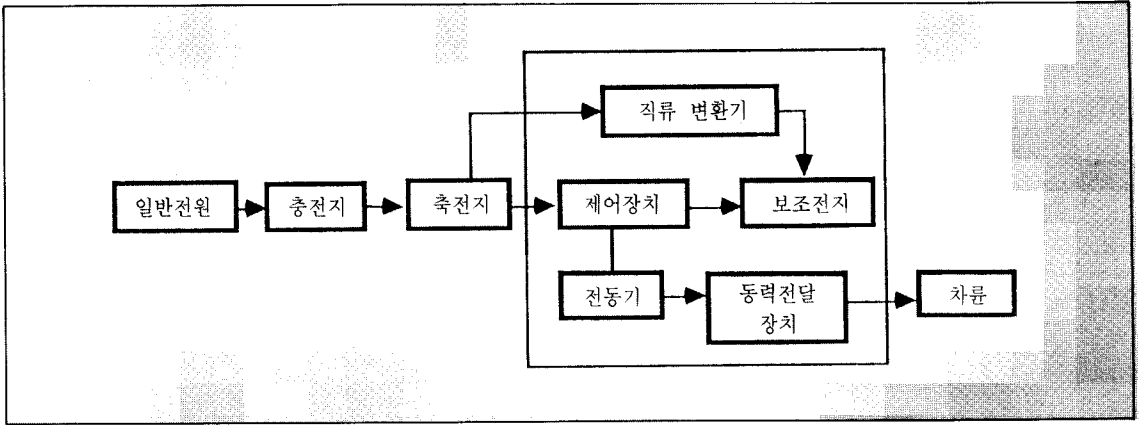 직류 변환기
일반전원
충전지
축전지
제어장치
보조전지
전동기
동력전달
장치
차륜